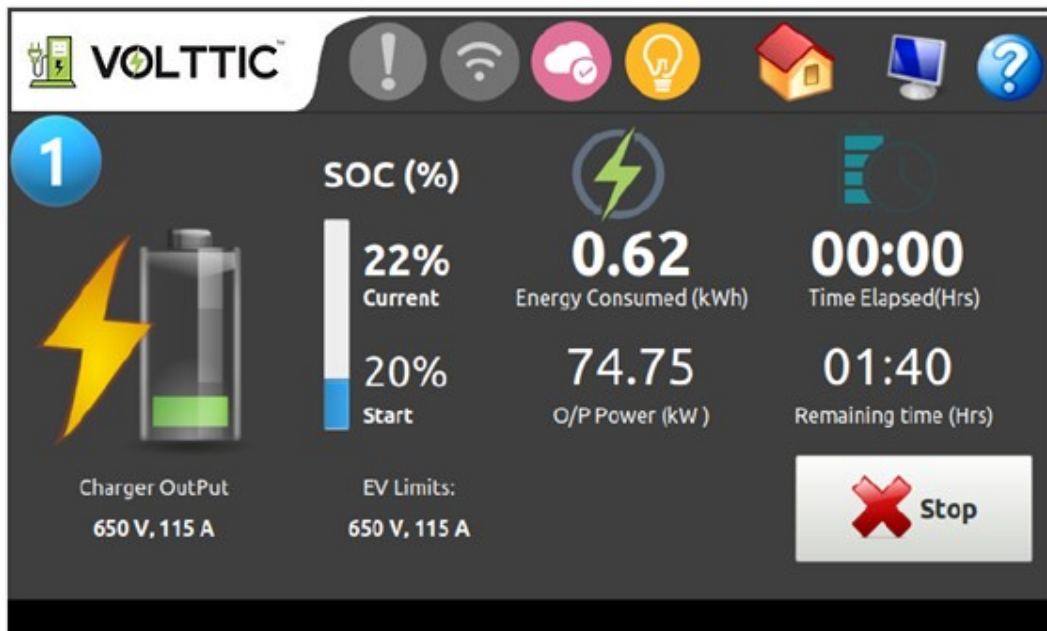 VOLTTIC™
1
SOC (%)
22%
Current
20%
Start
0.62
Energy Consumed (kWh)
74.75
O/P Power (kW )
00:00
Time Elapsed(Hrs)
01:40
Remaining time (Hrs)
Charger OutPut
650 V, 115 A
EV Limits:
650 V, 115 A
Stop